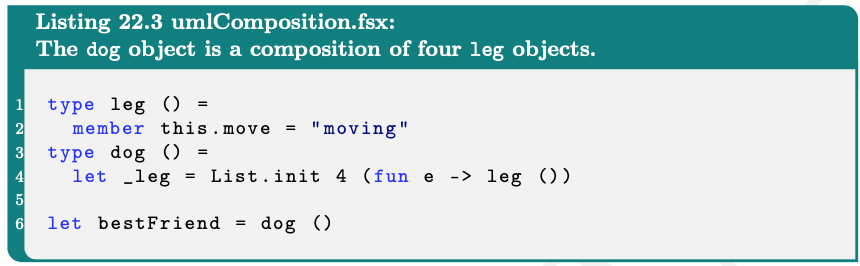 Listing 22.3 umlComposition.fsx:
The dog object is a composition of four leg objects.
1 type leg () =
2 member this.move = "moving"
3 type dog () =
4 let _leg = List.init 4 (fun e -> leg ())
5
6 let bestFriend = dog ()